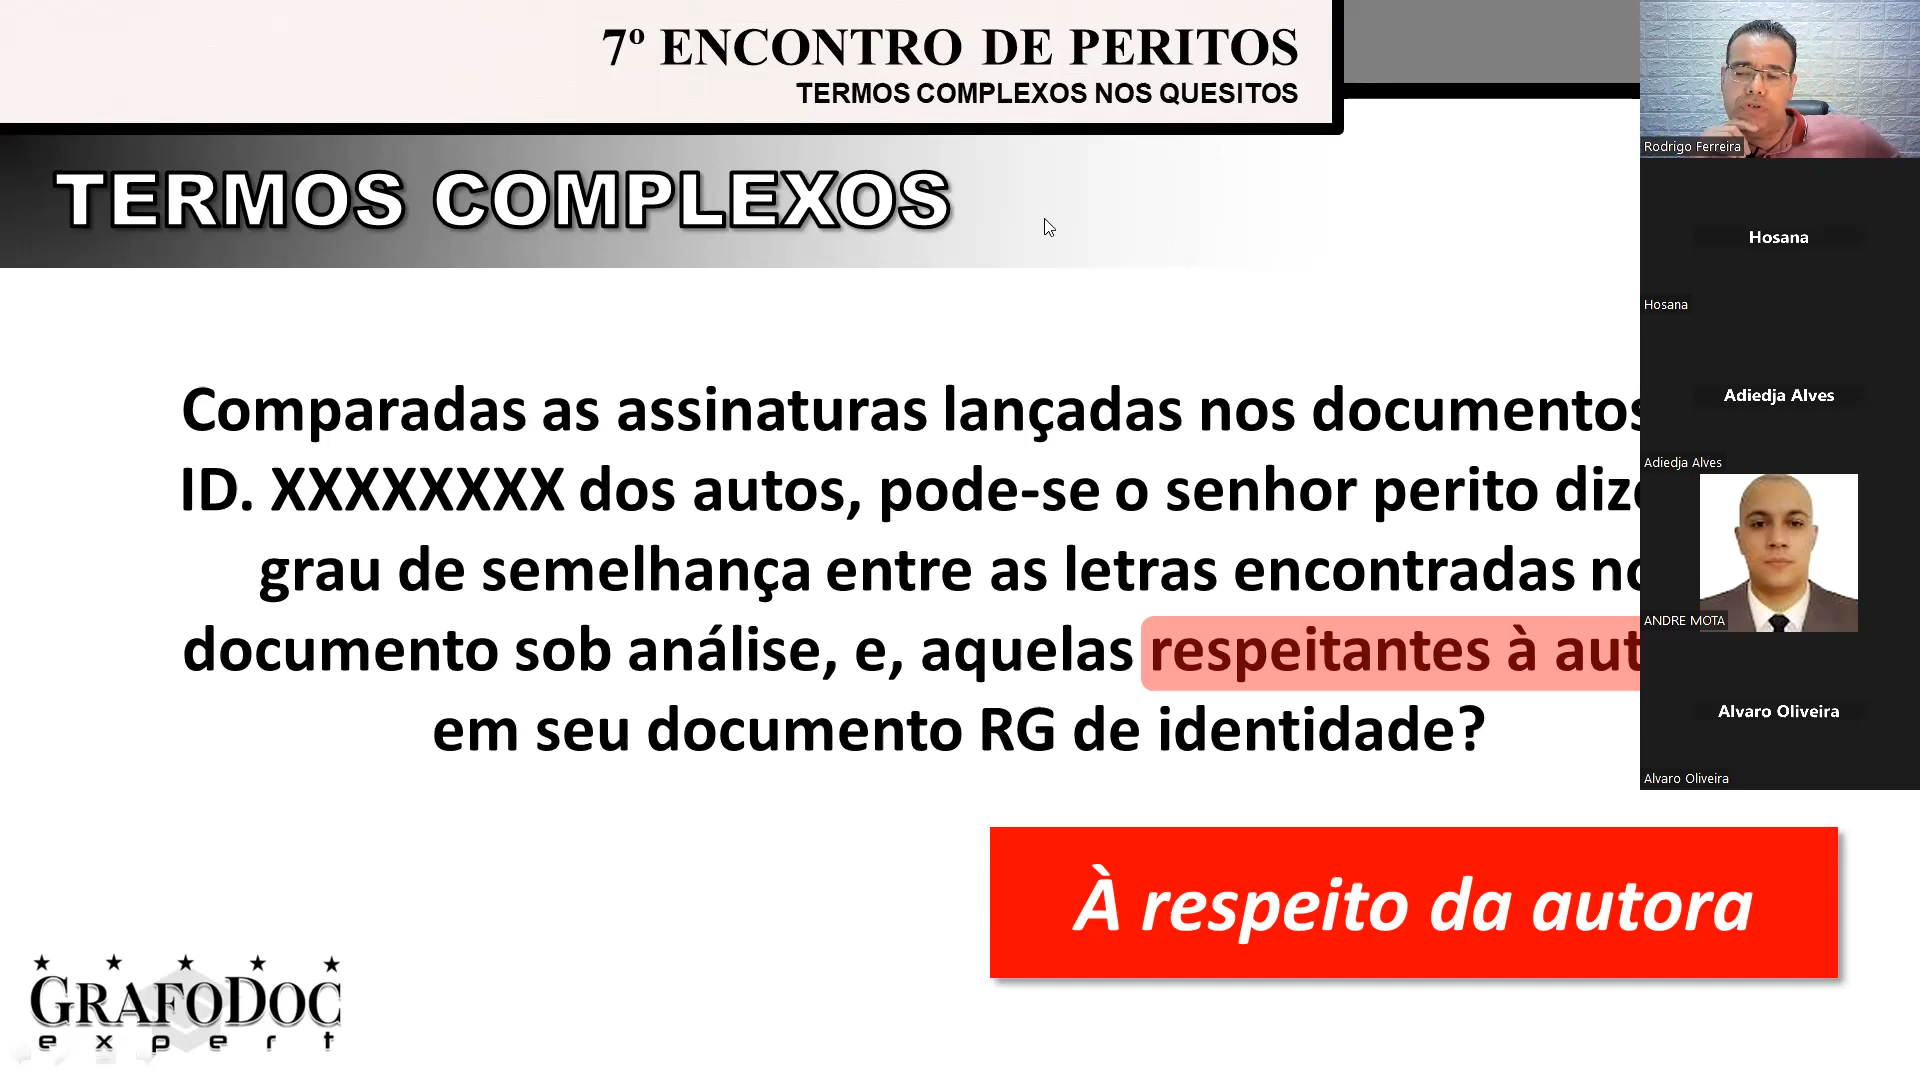 7º ENCONTRO DE PERITOS
TERMOS COMPLEXOS NOS QUESITOS
TERMOS COMPLEXOS
Comparadas as assinaturas lançadas nos documentos
ID. XXXXXXXX dos autos, pode-se o senhor perito
grau de semelhança entre as letras encontradas
documento sob análise, e, aquelas respeitantes à
em seu documento RG de identidade?
À respeito da autora
GRAFODOC
expert
Rodrigo Ferreira
Hosana
Hosana
Adiedja Alves
Adiedja Alves
ANDRE MOTA
Alvaro Oliveira
Alvaro Oliveira